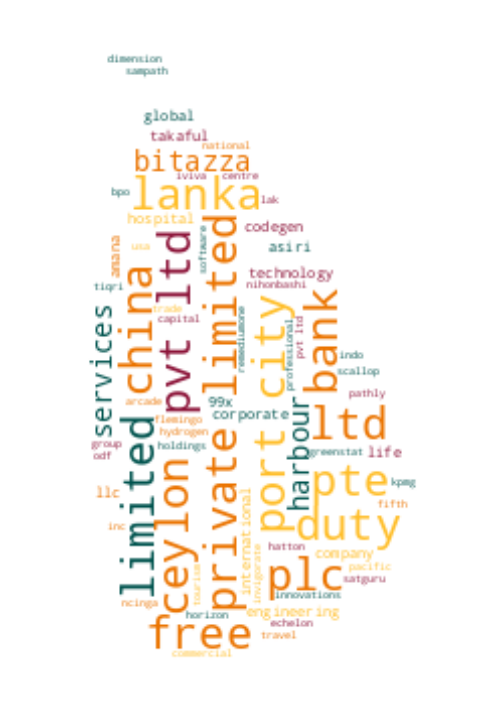 dimension
sampath
global
takaful
national
bitazza
iviva
centre
bpo
lanka
lak
hospital
codegen
amana
usa
software
asiri
technology
nihonbashi
tiqri
china
pvt ltd
private limited
trade
capital
services
port city
professional
pvt ltd
bank
remediumone
indo
scallop
pathly
arcade
99x
corporate
flemingo
hydrogen
holdings
harbour
ltd
group
odf
greenstat
life
limited
ceylon
pte
kpmg
llc
fifth
duty
inc
international
hatton
company
invigorate
tourism
plc
pacific
satguru
innovations
ncinga
horizon
engineering
echelon
free
travel
commercial